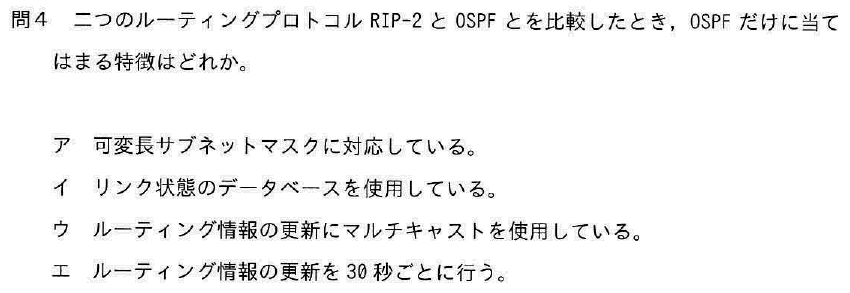 問4 二つのルーティングプロトコル RIP-2 と OSPF とを比較したとき，OSPF だけに当て
はまる特徴はどれか。
ア 可変長サブネットマスクに対応している。
イ リンク状態のデータベースを使用している。
ウ ルーティング情報の更新にマルチキャストを使用している。
エ ルーティング情報の更新を 30 秒ごとに行う。